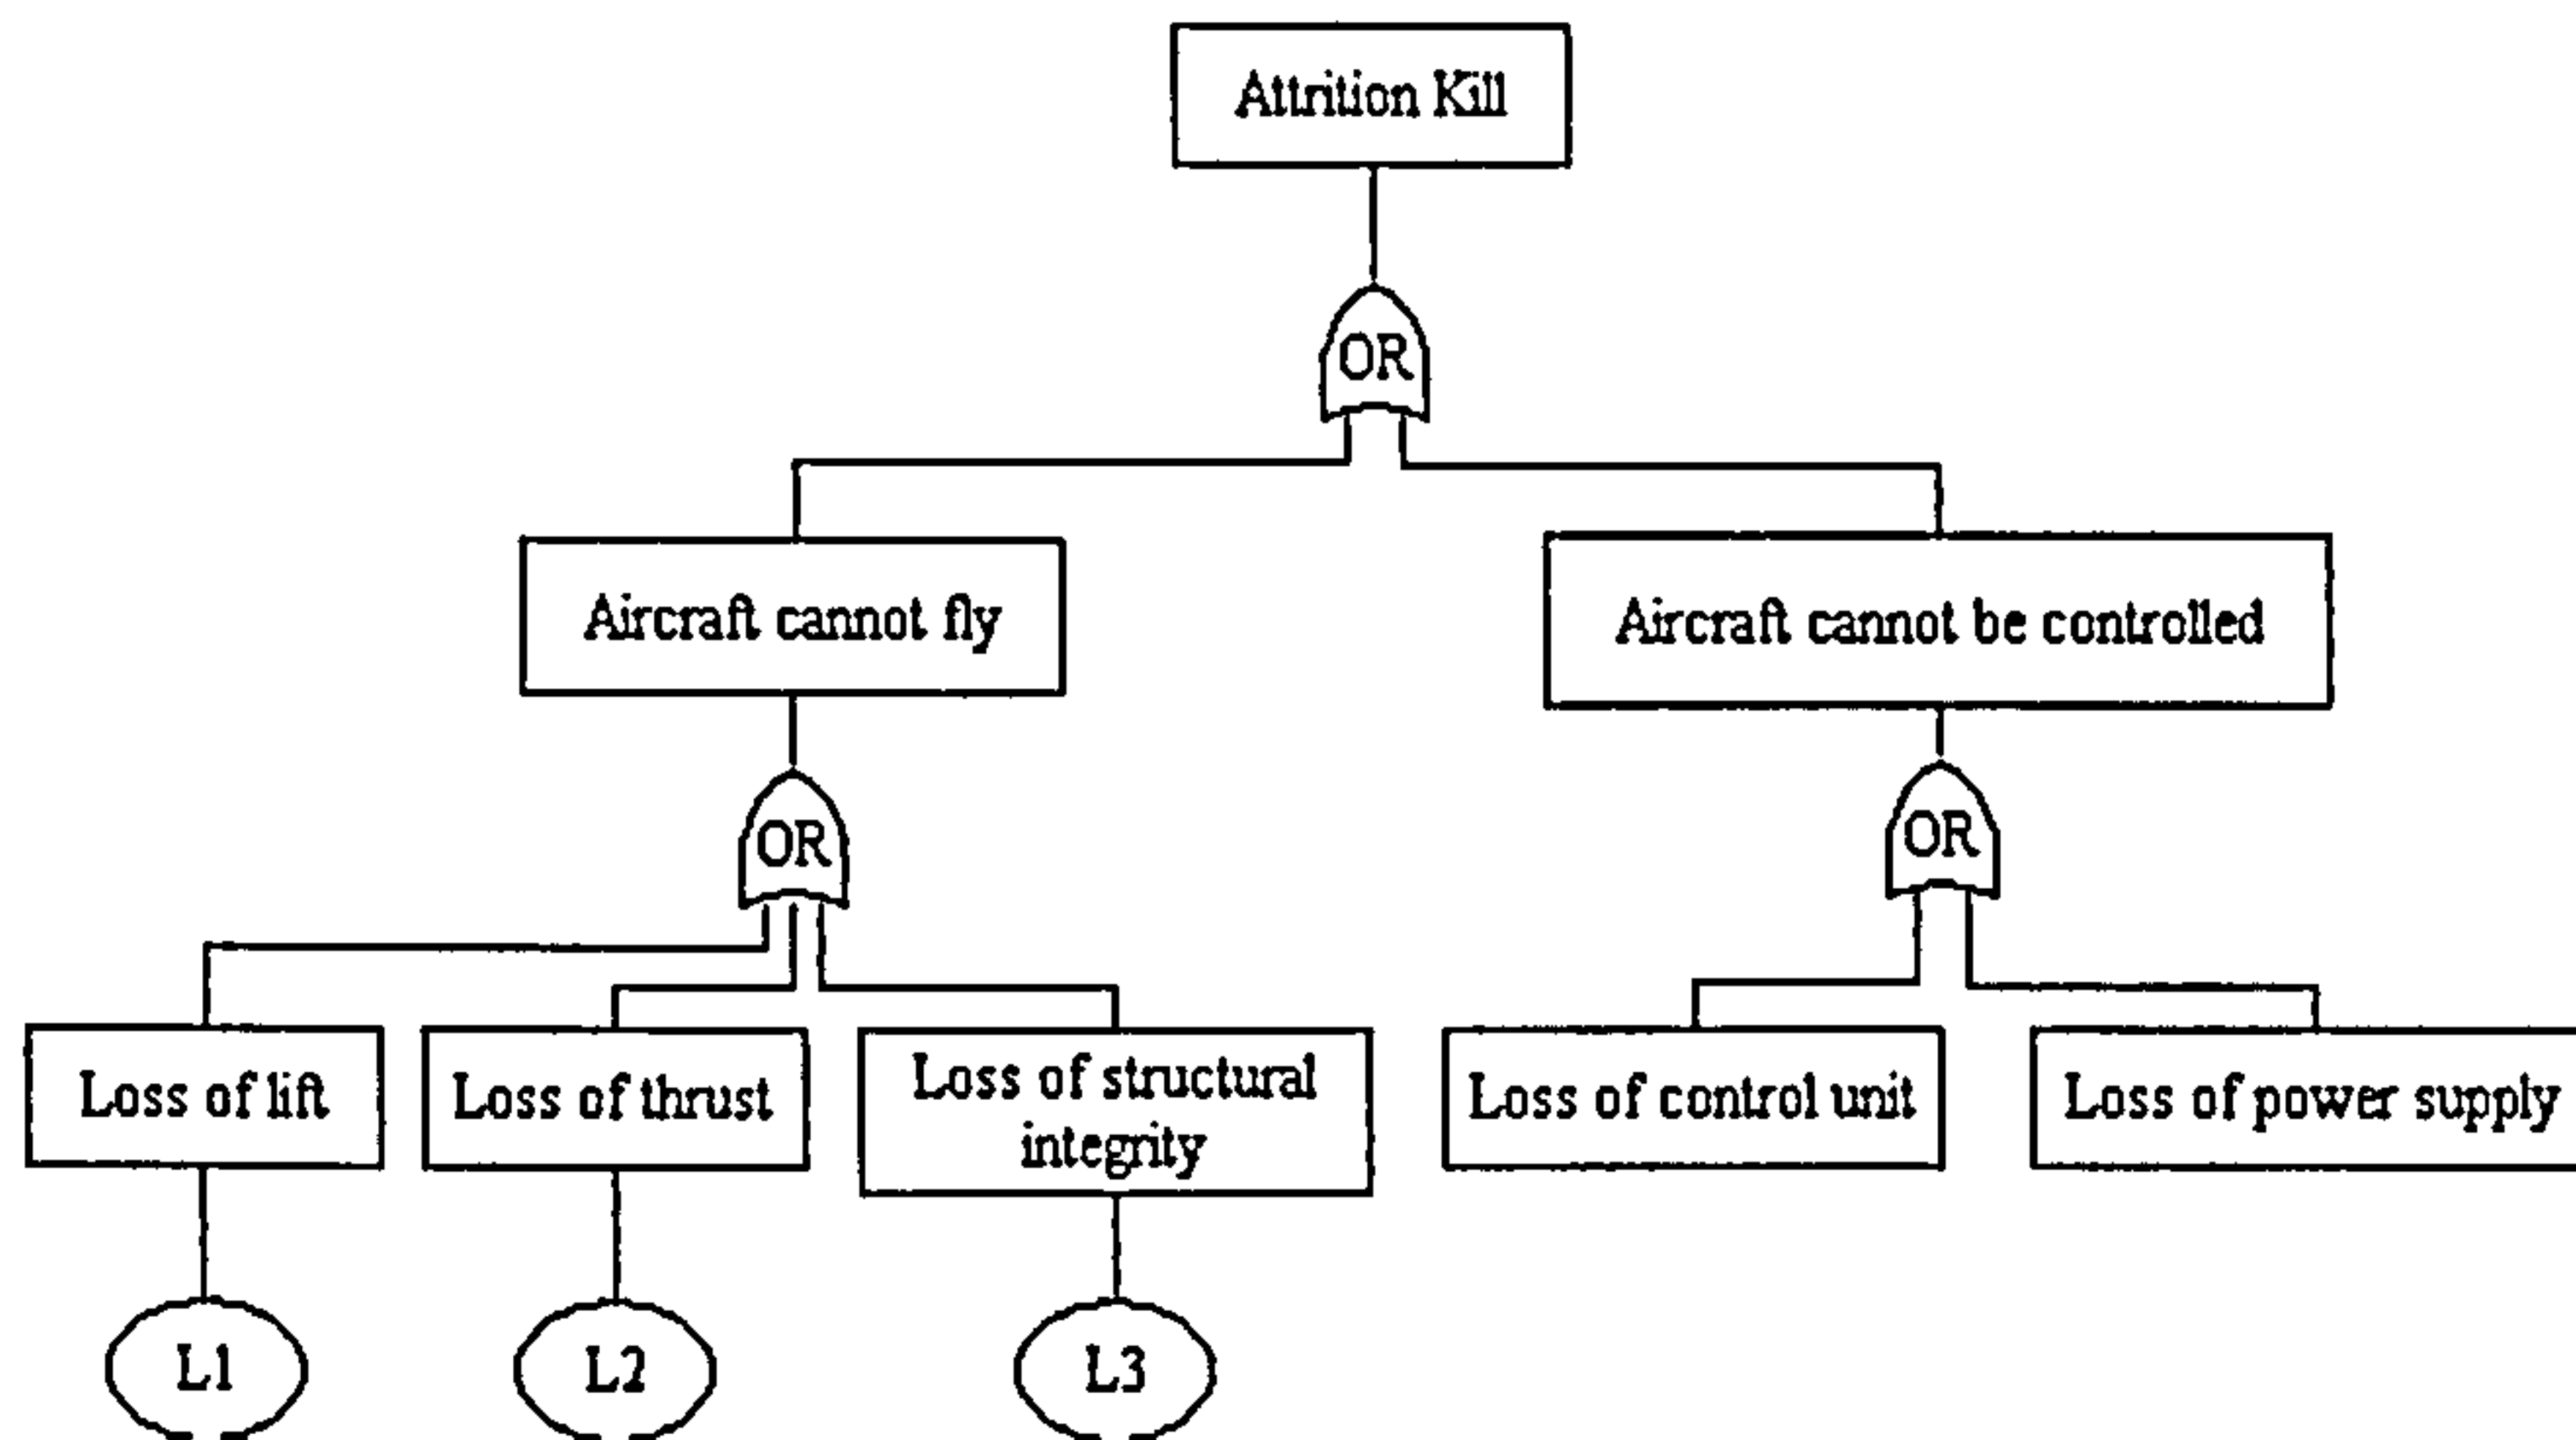 Attrition Kill
OR
Aircraft cannot fly
Aircraft cannot be controlled
OR
OR
Loss of lift
Loss of thrust
Loss of structural
integrity
Loss of control unit
Loss of power supply
L1
L2
L3